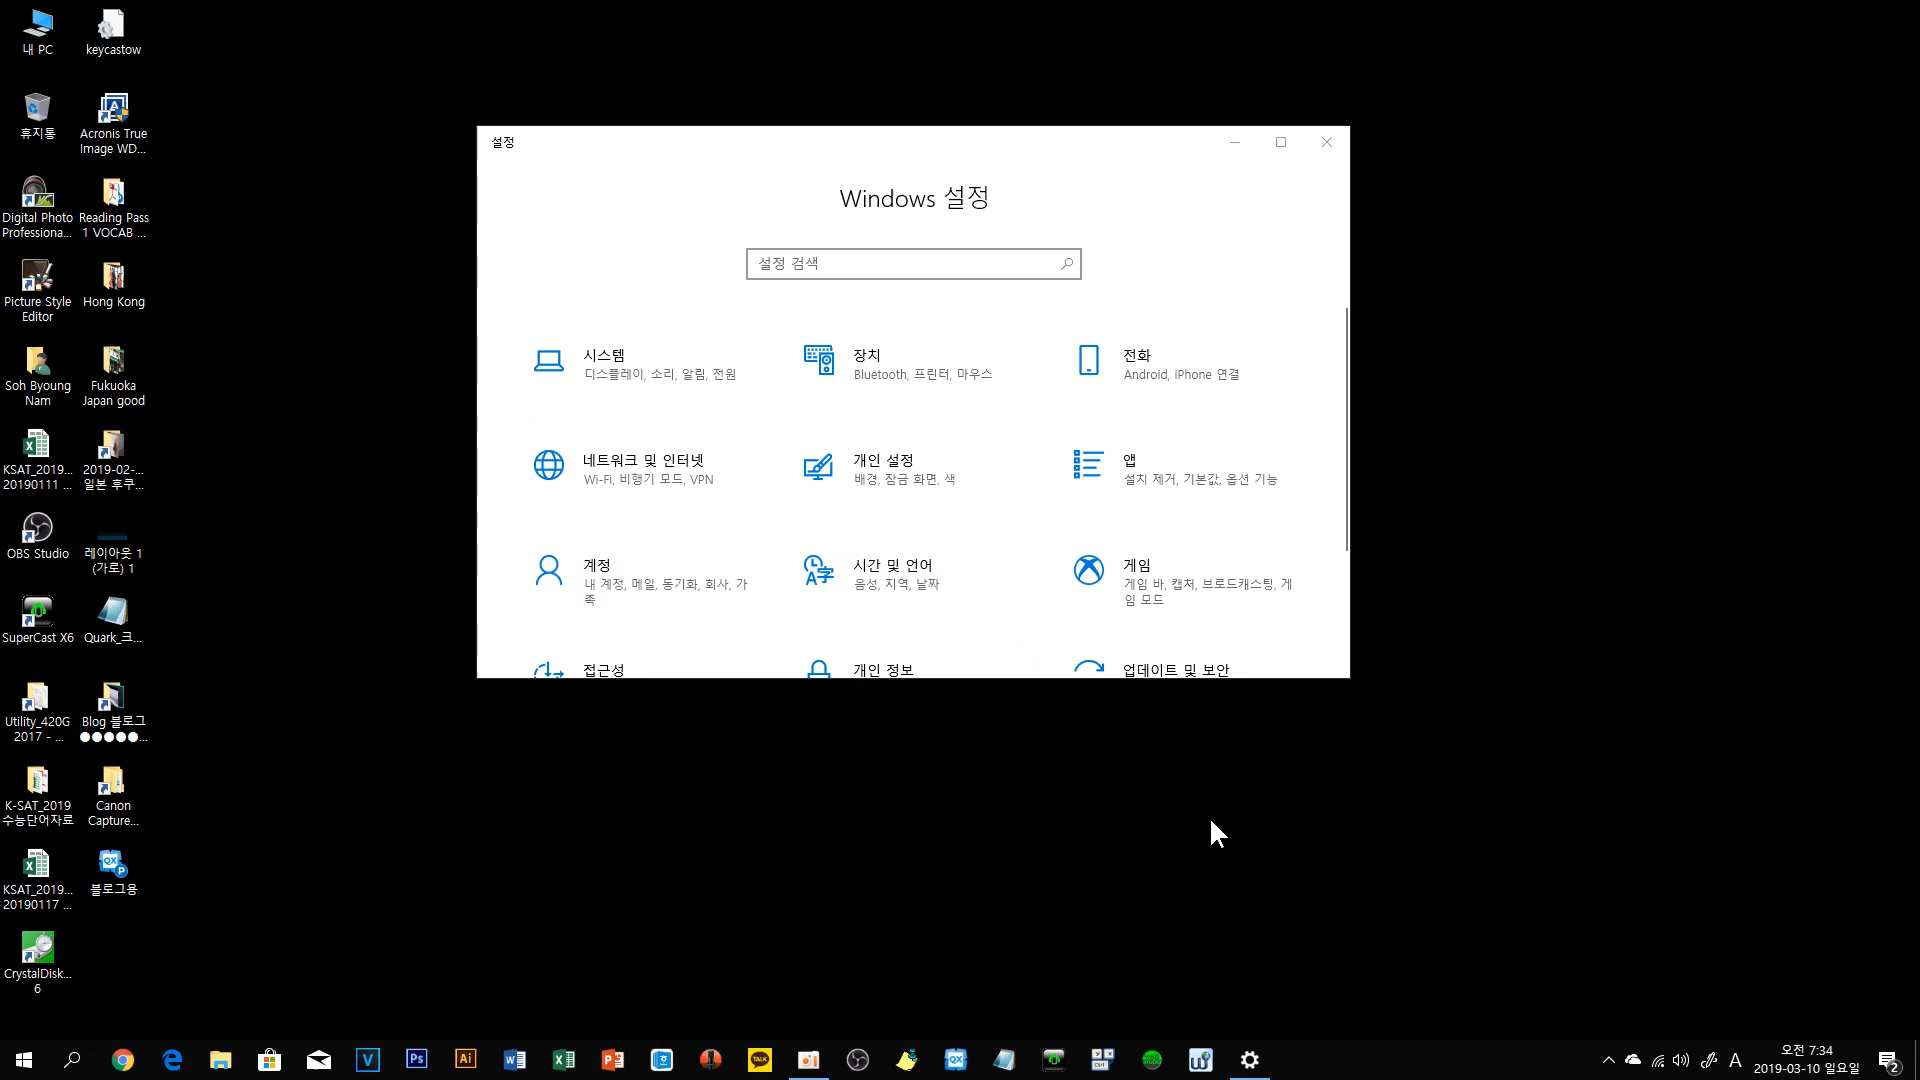 내 PC
keycastow
휴지통
Acronis True
Image WD...
Digital Photo
Professiona...
Reading Pass
1 VOCAB ...
Picture Style
Editor
Hong Kong
Soh Byoung
Nam
Fukuoka
Japan good
KSAT_2019...
20190111 ...
2019-02-...
일본 후쿠...
OBS Studio
레이아웃 1
(가로) 1
SuperCast X6
Quark_크...
Utility_420G
2017 - ...
Blog 블로그
●●●●●...
K-SAT_2019
수능단어자료
Canon
Capture...
KSAT_2019...
20190117 ...
블로그용
CrystalDisk...
6
설정
Windows 설정
설정 검색
시스템
디스플레이, 소리, 알림, 전원
장치
Bluetooth, 프린터, 마우스
전화
Android, iPhone 연결
네트워크 및 인터넷
Wi-Fi, 비행기 모드, VPN
개인 설정
배경, 잠금 화면, 색
앱
설치 제거, 기본값, 옵션 기능
계정
내 계정, 메일, 동기화, 회사, 가
족
시간 및 언어
음성, 지역, 날짜
게임
게임 바, 캡처, 브로드캐스팅, 게
임 모드
접근성
개인 정보
업데이트 및 보안
A
오전 7:34
2019-03-10 일요일
2